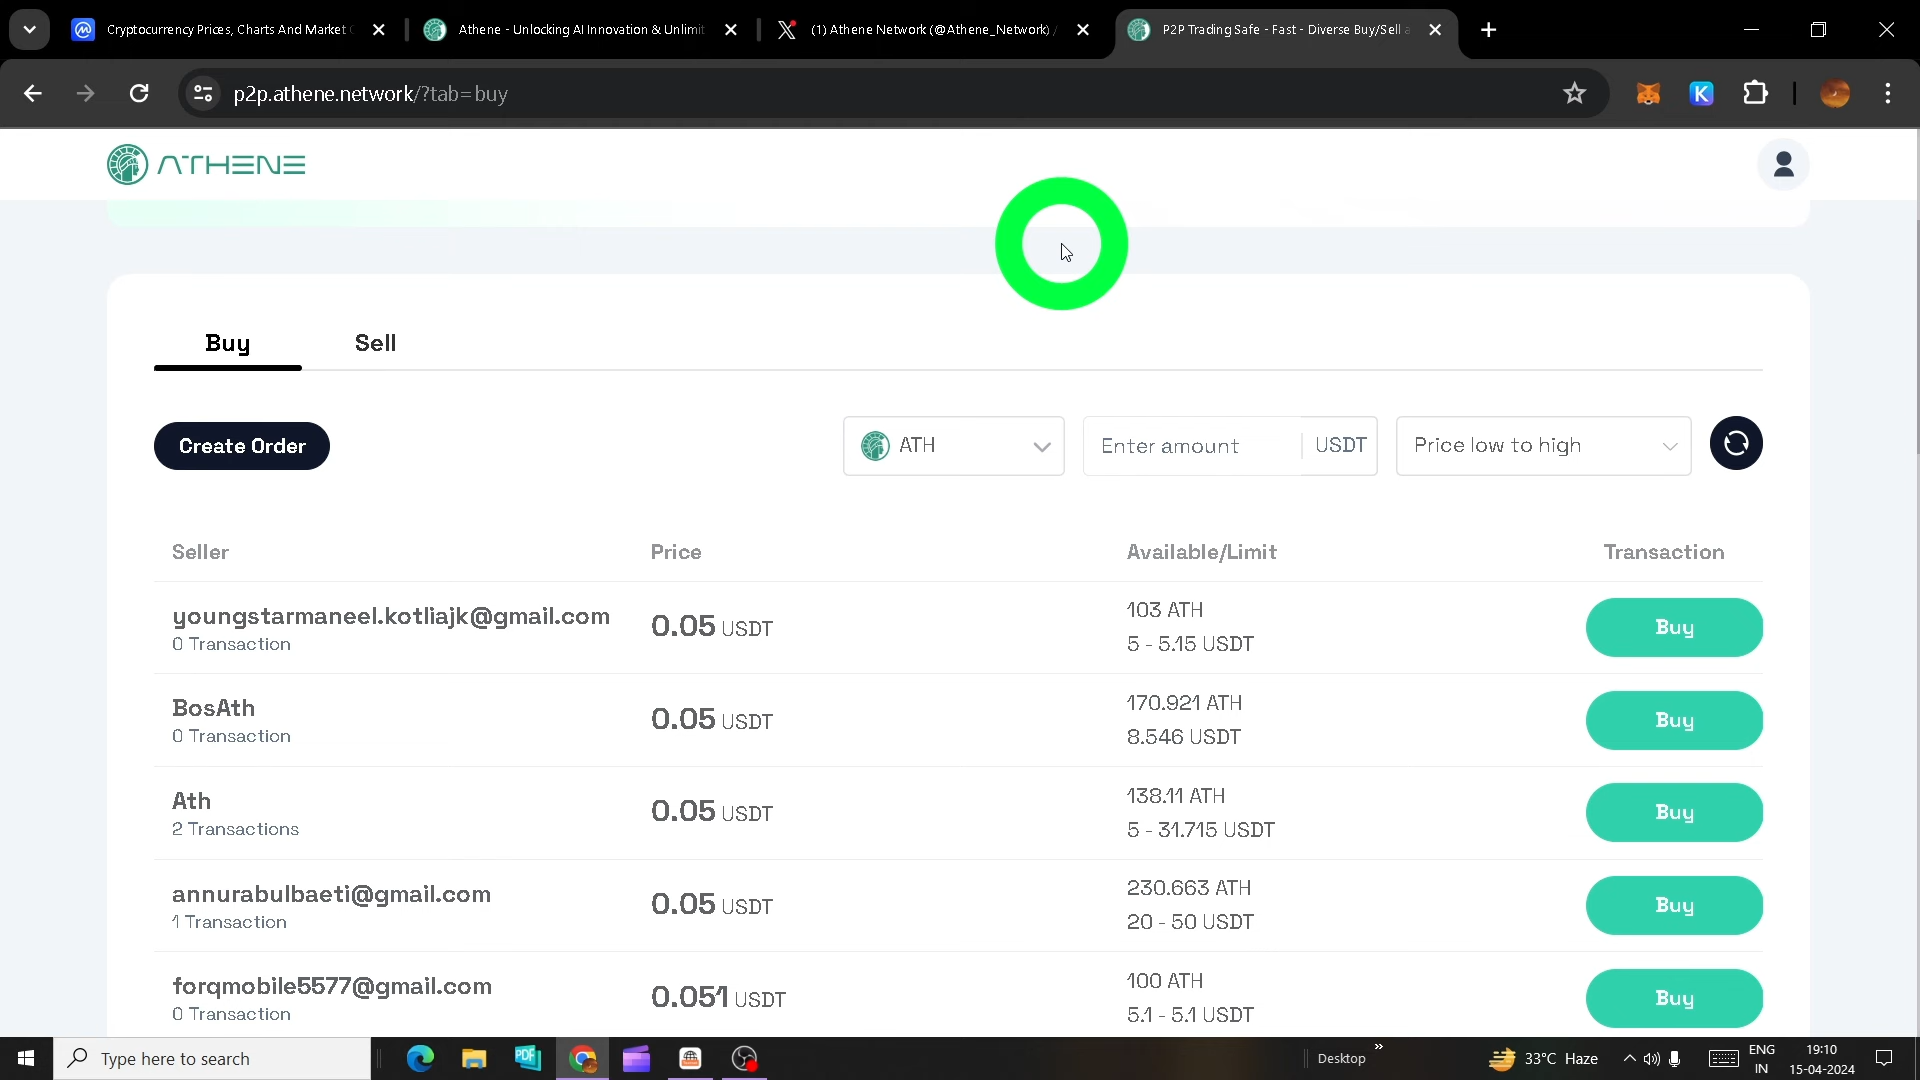 Cryptocurrency Prices, Charts And Market C
Athene - Unlocking AI Innovation & Unlimit
(1) Athene Network (@Athene_Network) /
P2P Trading Safe - Fast - Diverse Buy/Sell a
p2p.athene.network/?tab=buy
K
ATHENE
Buy
Sell
Create Order
ATH
Enter amount
USDT
Price low to high
Seller
Price
Available/Limit
Transaction
youngstarmaneel.kotliajk@gmail.com
0 Transaction
0.05 USDT
103 ATH
5 - 5.15 USDT
Buy
BosAth
0 Transaction
0.05 USDT
170.921 ATH
8.546 USDT
Buy
Ath
2 Transactions
0.05 USDT
138.11 ATH
5 - 31.715 USDT
Buy
annurabulbaeti@gmail.com
1 Transaction
0.05 USDT
230.663 ATH
20 - 50 USDT
Buy
forqmobile5577@gmail.com
0 Transaction
0.051 USDT
100 ATH
5.1 - 5.1 USDT
Buy
Type here to search
PDF
Desktop
33°C Haze
ENG
IN
19:10
15-04-2024